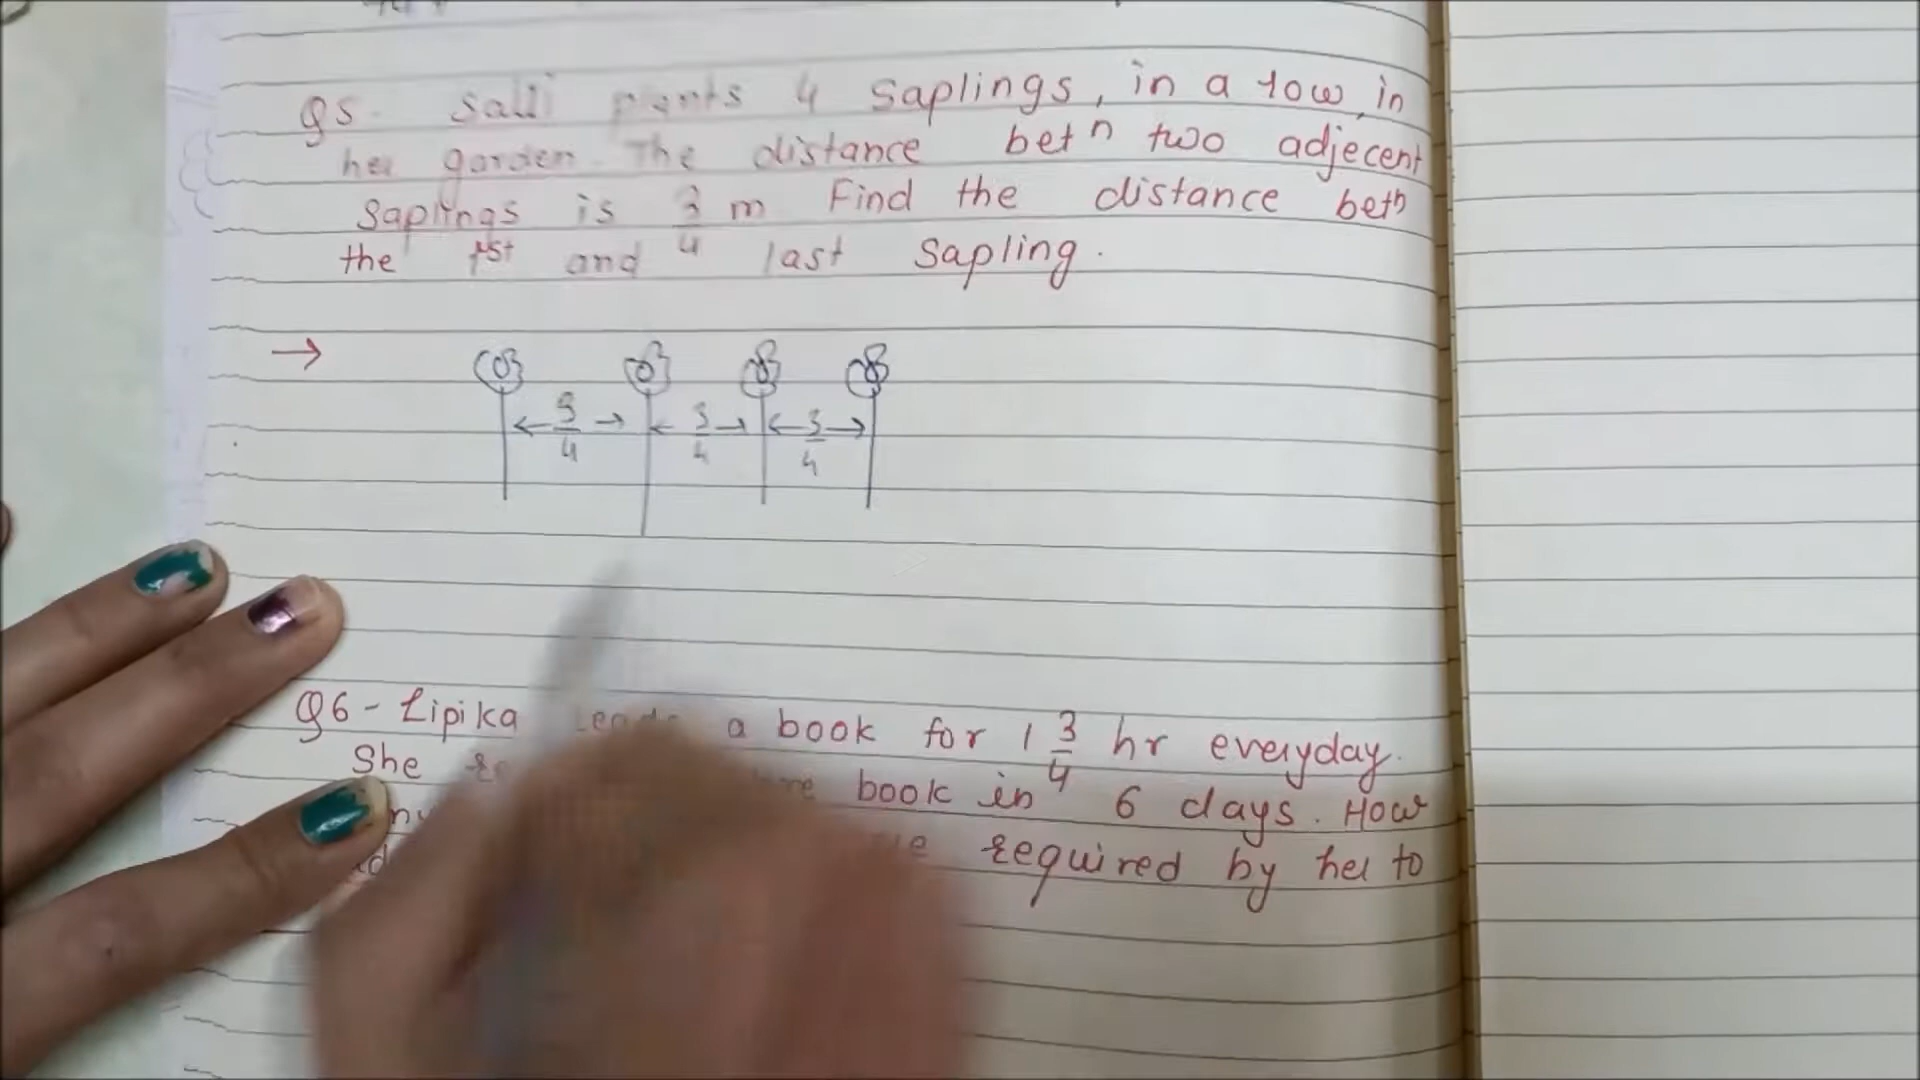 Q5. Saili plants 4 Saplings, in a row, in
her garden. The distance betn two adjecent
Saplings is 3/4 m Find the distance betn
the 1st and last Sapling.
→
3/4 3/4 3/4
Q6- Lipika a book for 1 3/4 hr everyday.
She book in 6 days. How
required by her to